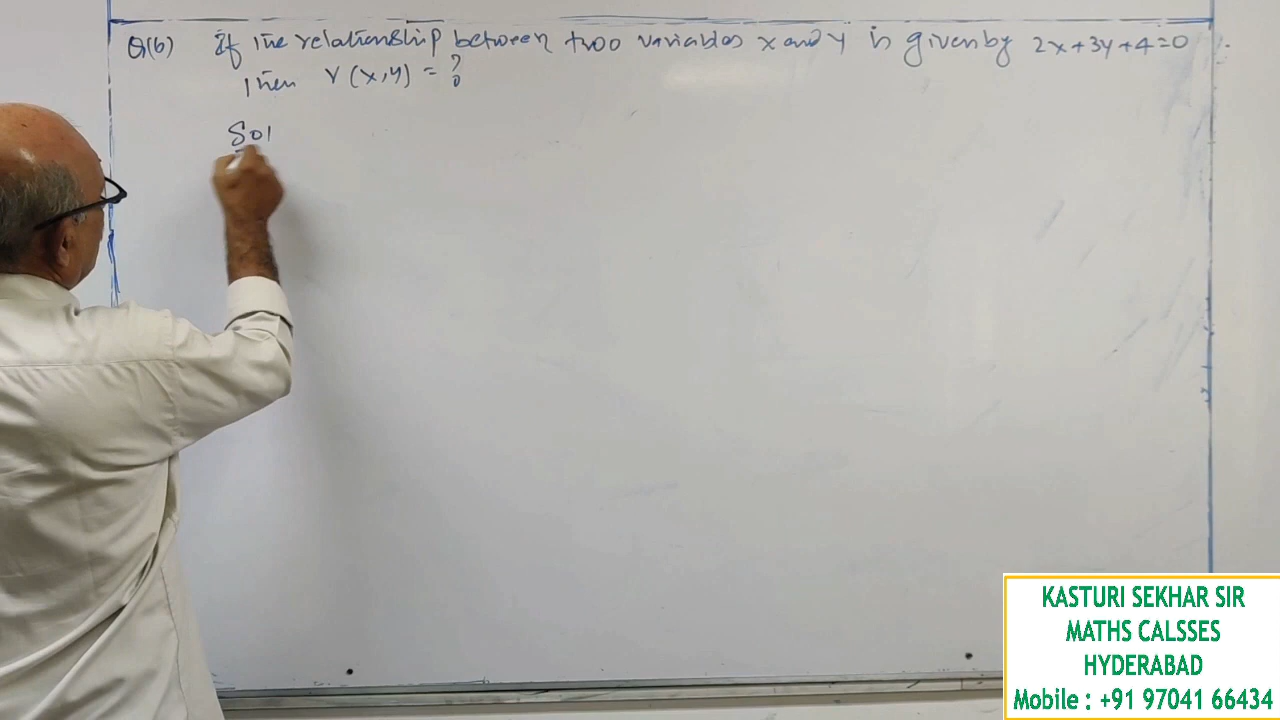 Q(6) If the relationship between two variables x and y is given by 2x+3y+4=0
then r(x,y) = ?
Sol
KASTURI SEKHAR SIR
MATHS CALSSES
HYDERABAD
Mobile : +91 97041 66434